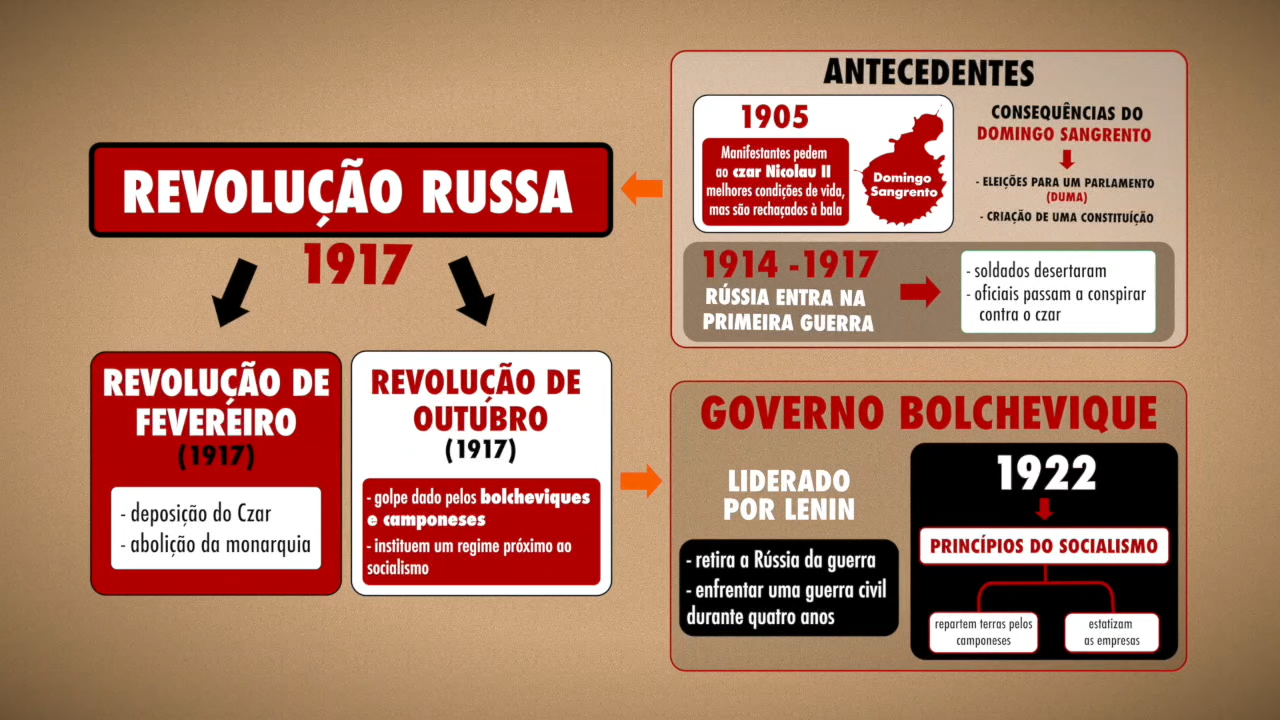 REVOLUÇÃO RUSSA
1917
REVOLUÇÃO DE
FEVEREIRO
(1917)
- deposição do Czar
- abolição da monarquia
REVOLUÇÃO DE
OUTUBRO
(1917)
- golpe dado pelos bolcheviques
e camponeses
- instituem um regime próximo ao
socialismo
ANTECEDENTES
1905
Manifestantes pedem
ao czar Nicolau II
melhores condições de vida,
mas são rechaçados à bala
Domingo
Sangrento
CONSEQUÊNCIAS DO
DOMINGO SANGRENTO
- ELEIÇÕES PARA UM PARLAMENTO
(DUMA)
- CRIAÇÃO DE UMA CONSTITUÍÇÃO
1914 -1917
RÚSSIA ENTRA NA
PRIMEIRA GUERRA
- soldados desertaram
- oficiais passam a conspirar
contra o czar
GOVERNO BOLCHEVIQUE
LIDERADO
POR LENIN
- retira a Rússia da guerra
- enfrentar uma guerra civil
durante quatro anos
1922
PRINCÍPIOS DO SOCIALISMO
repartem terras pelos
camponeses
estatizam
as empresas